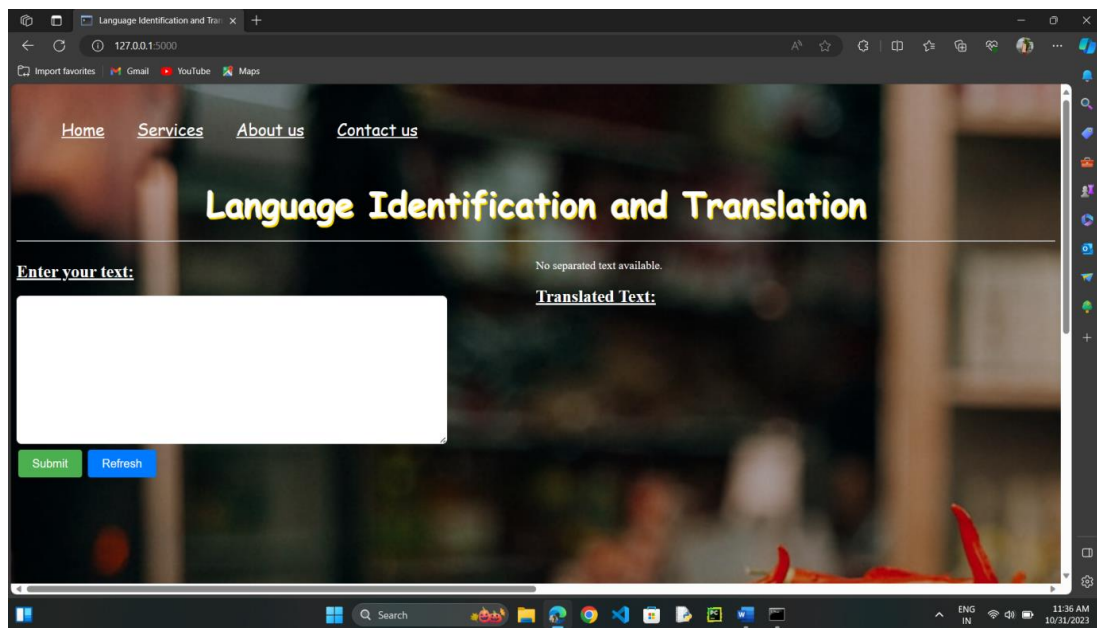 Language Identification and Tran
127.0.0.1:5000
Import favorites Gmail YouTube Maps
Home Services About us Contact us
Language Identification and Translation
Enter your text:
No separated text available.
Translated Text:
Submit Refresh
Search
ENG
IN
11:36 AM
10/31/2023